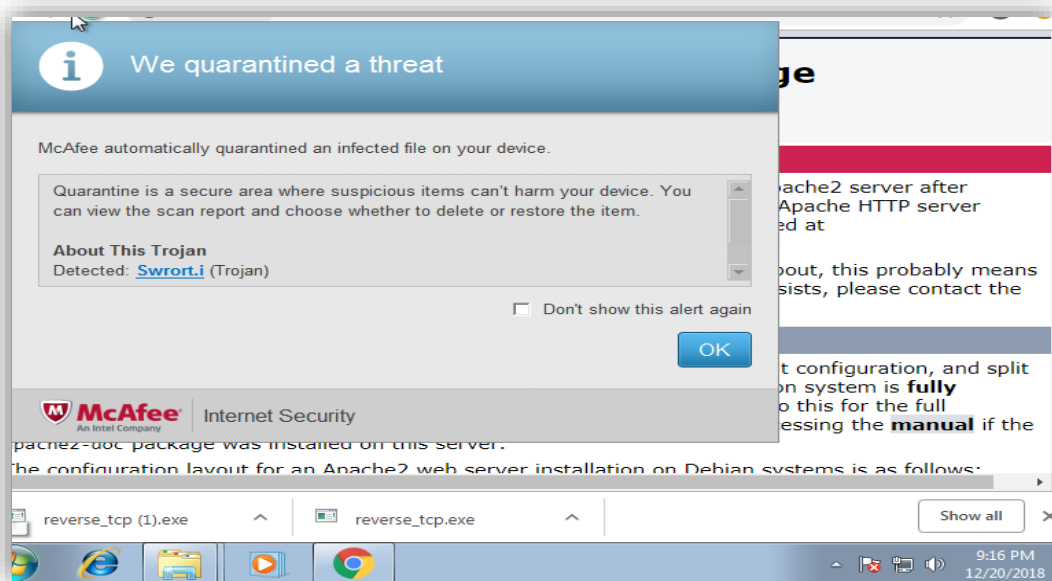 We quarantined a threat
ge
McAfee automatically quarantined an infected file on your device.
Quarantine is a secure area where suspicious items can't harm your device. You
can view the scan report and choose whether to delete or restore the item.
About This Trojan
Detected: Swrort.i (Trojan)
Don't show this alert again
OK
McAfee
An Intel Company
Internet Security
pache2 server after
Apache HTTP server
ed at
bout, this probably means
sists, please contact the
t configuration, and split
on system is fully
o this for the full
essing the manual if the
apache2-doc package was installed on this server.
The configuration layout for an Apache2 web server installation on Debian systems is as follows:
reverse_tcp (1).exe
reverse_tcp.exe
Show all
9:16 PM
12/20/2018